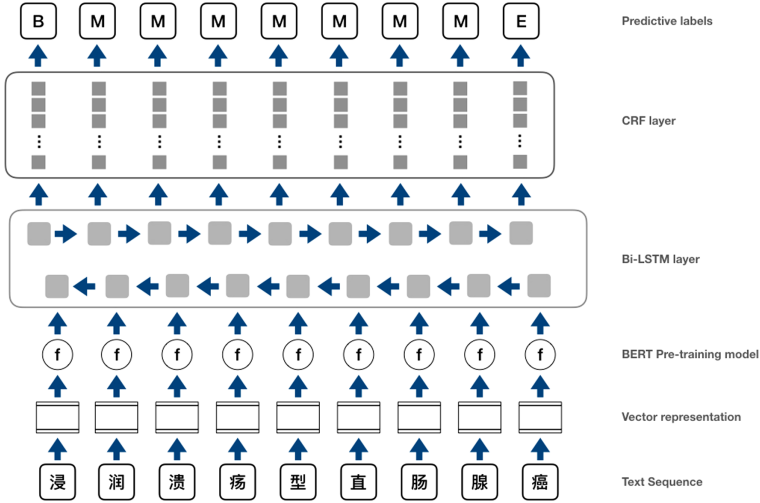 B M M M M M M M E Predictive labels
CRF layer
Bi-LSTM layer
f f f f f f f f f BERT Pre-training model
Vector representation
浸 润 溃 疡 型 直 肠 腺 癌 Text Sequence